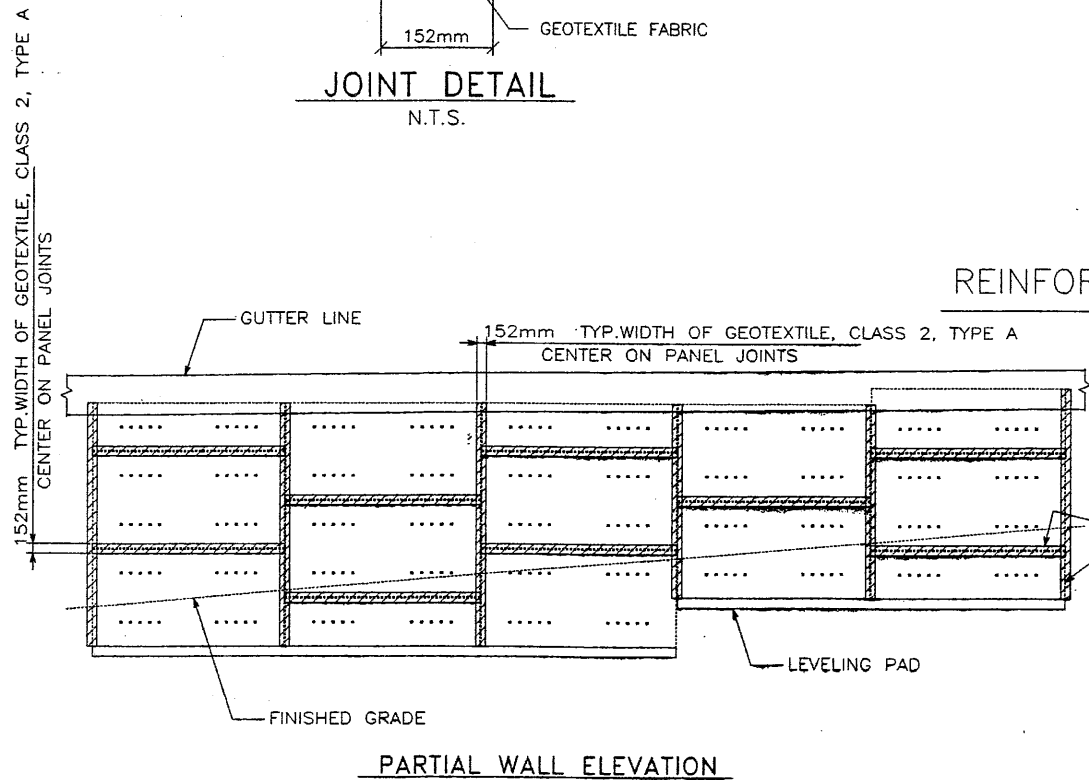 GEOTEXTILE FABRIC
152mm
JOINT DETAIL
N.T.S.
152mm TYP.WIDTH OF GEOTEXTILE, CLASS 2, TYPE A
CENTER ON PANEL JOINTS
REINFOR
GUTTER LINE
152mm TYP.WIDTH OF GEOTEXTILE, CLASS 2, TYPE A
CENTER ON PANEL JOINTS
LEVELING PAD
FINISHED GRADE
PARTIAL WALL ELEVATION